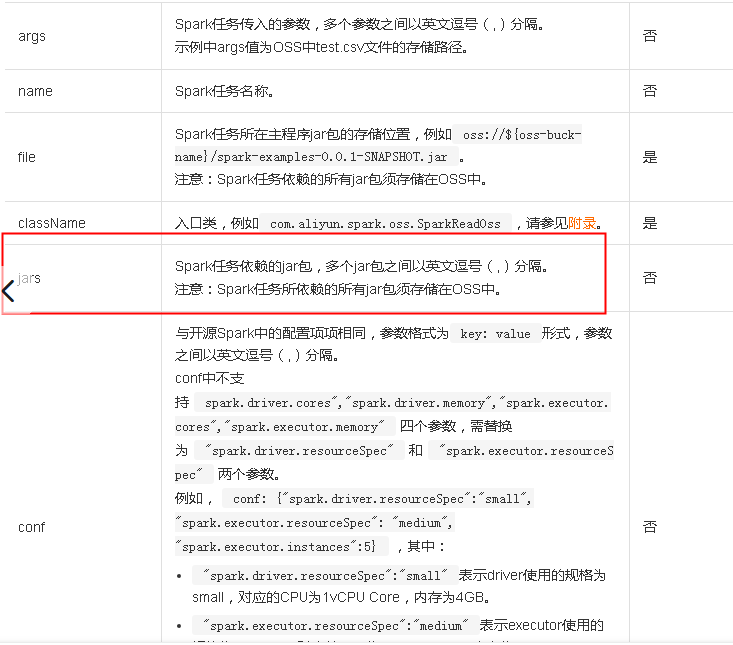 args
Spark任务传入的参数，多个参数之间以英文逗号（,）分隔。
示例中args值为OSS中test.csv文件的存储路径。
否
name
Spark任务名称。
否
file
Spark任务所在主程序jar包的存储位置，例如 oss://${oss-buck-
name}/spark-examples-0.0.1-SNAPSHOT.jar 。
注意：Spark任务依赖的所有jar包须存储在OSS中。
是
className
入口类，例如 com.aliyun.spark.oss.SparkReadOss ，请参见附录。
是
jars
Spark任务依赖的jar包，多个jar包之间以英文逗号（,）分隔。
注意：Spark任务所依赖的所有jar包须存储在OSS中。
否
conf
与开源Spark中的配置项项相同，参数格式为 key: value 形式，参数
之间以英文逗号（,）分隔。
conf中不支
持 spark.driver.cores","spark.driver.memory","spark.executor.
cores","spark.executor.memory" 四个参数，需替换
为 "spark.driver.resourceSpec" 和 "spark.executor.resourceS
pec" 两个参数。
例如， conf: {"spark.driver.resourceSpec":"small",
"spark.executor.resourceSpec": "medium",
"spark.executor.instances":5} ，其中：
• "spark.driver.resourceSpec":"small" 表示driver使用的规格为
small，对应的CPU为1vCPU Core，内存为4GB。
• "spark.executor.resourceSpec":"medium" 表示executor使用的
否